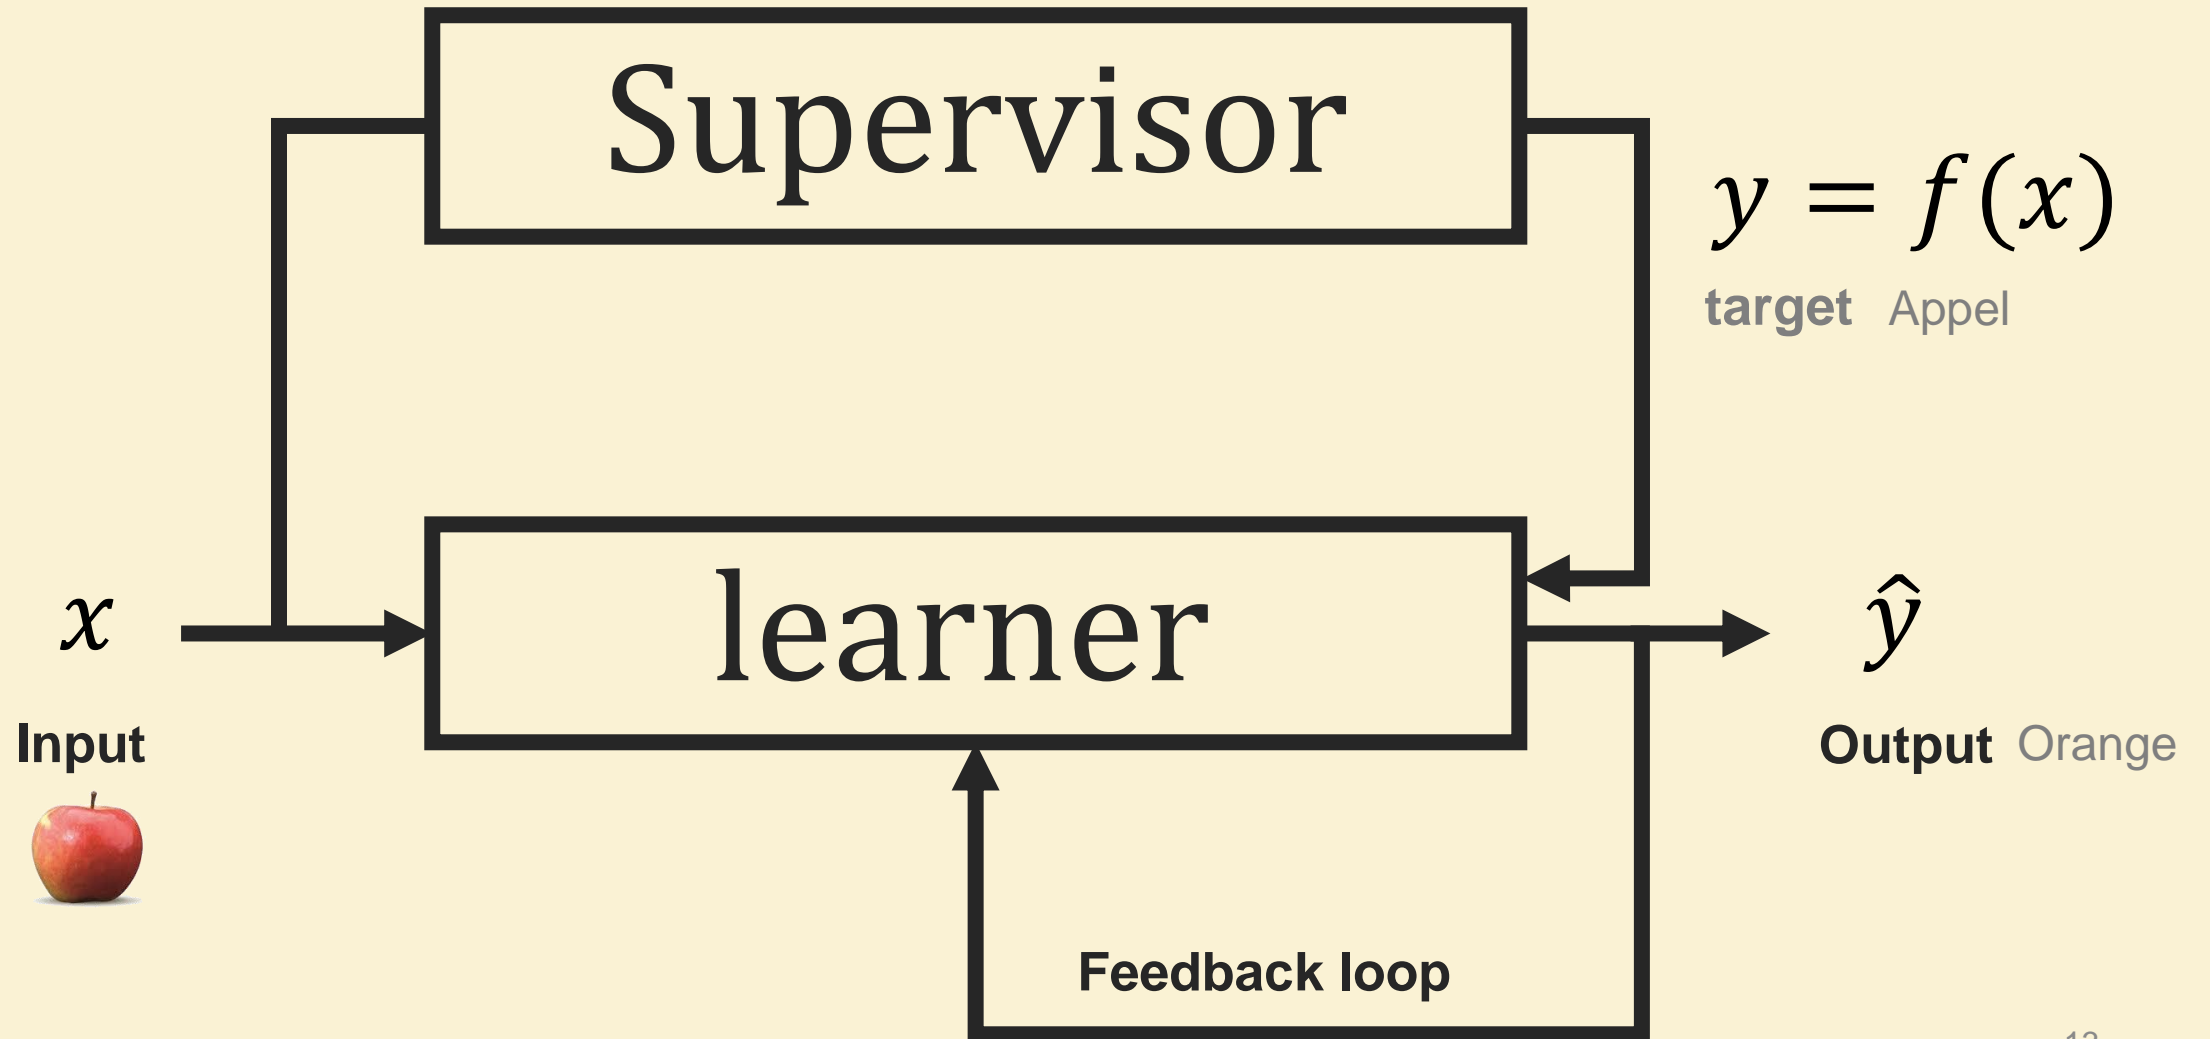 Supervisor
y = f(x)
target Appel
learner
x
ŷ
Input
Output Orange
Feedback loop